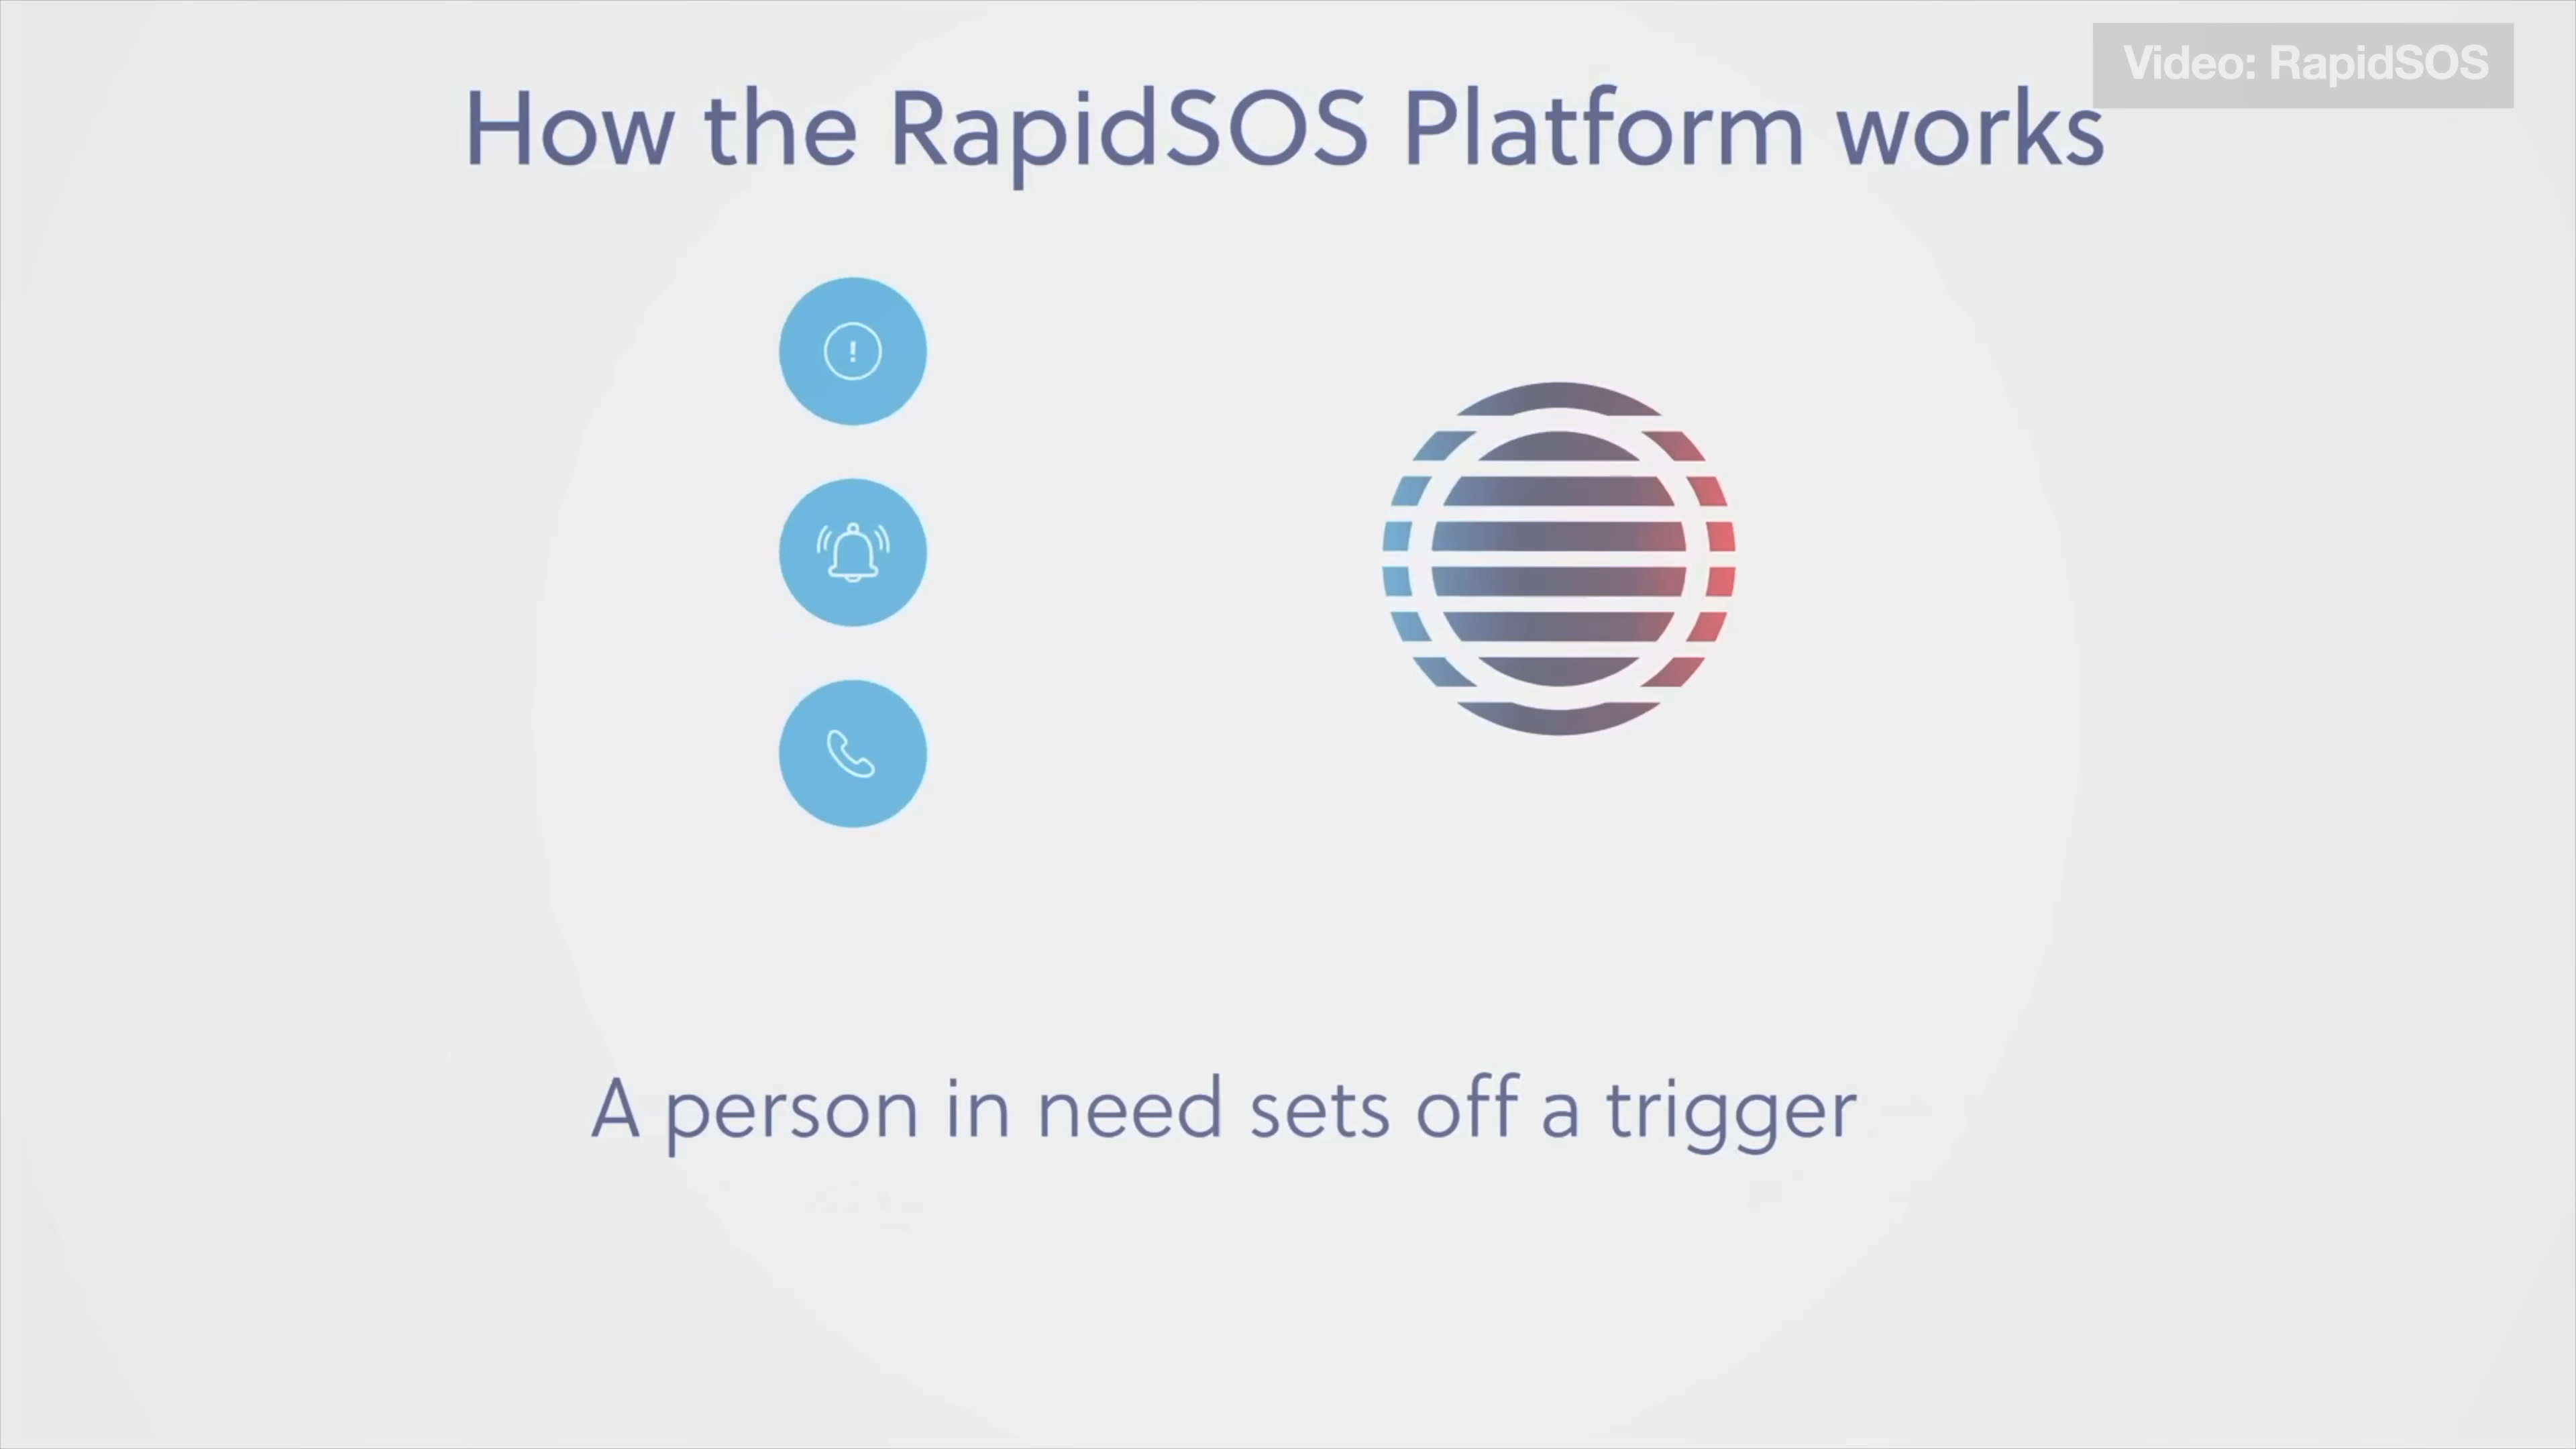 Video: RapidSOS
How the RapidSOS Platform works
!
A person in need sets off a trigger